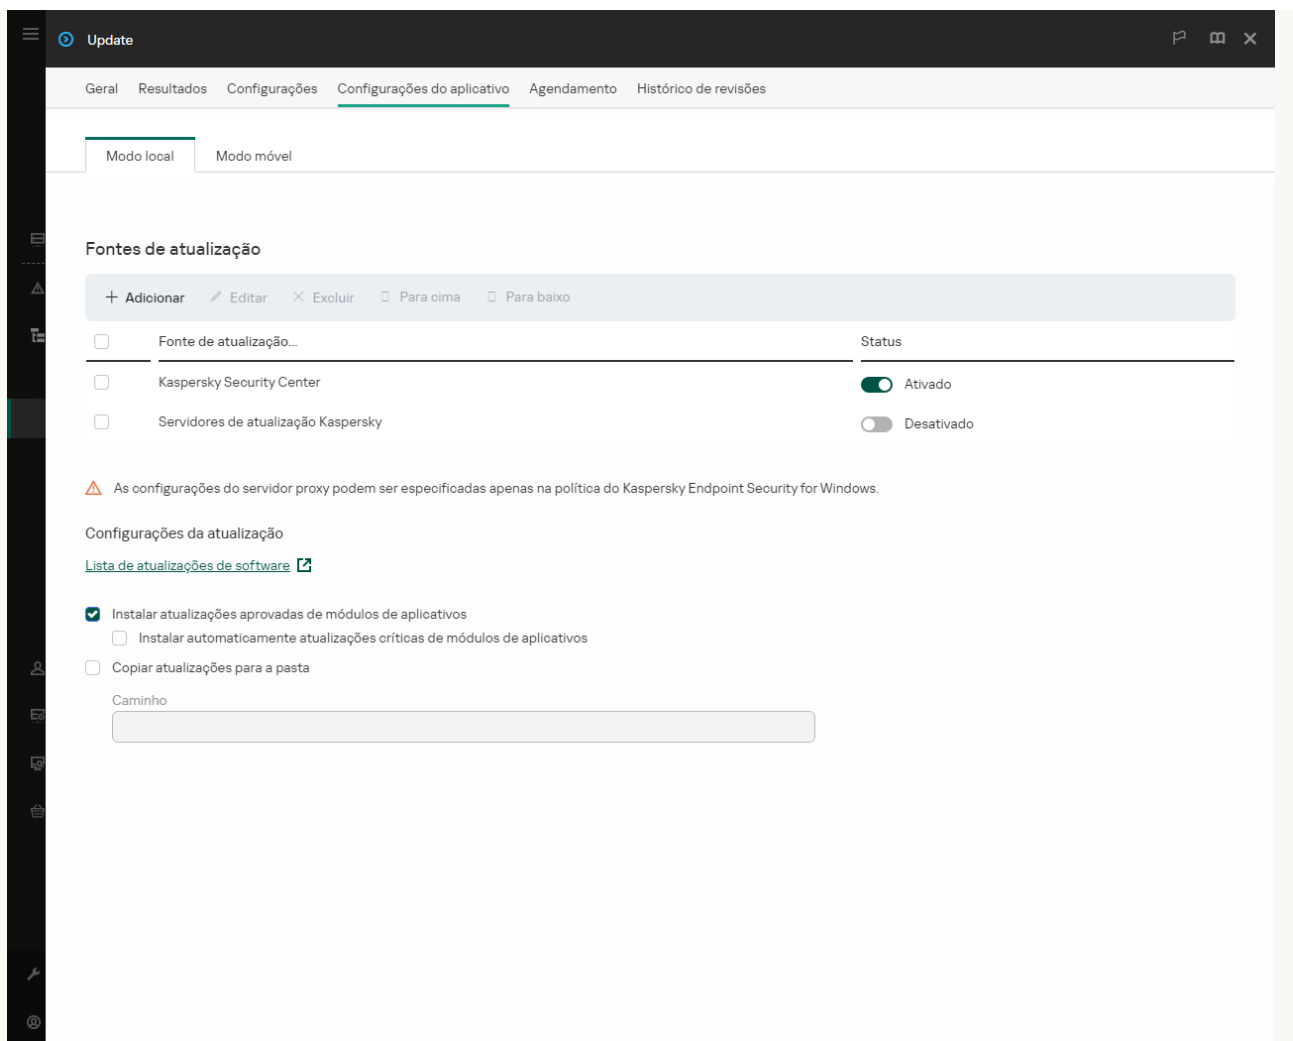 Update
Geral Resultados Configurações Configurações do aplicativo Agendamento Histórico de revisões
Modo local Modo móvel
Fontes de atualização
Adicionar Editar Excluir Para cima Para baixo
Fonte de atualização... Status
Kaspersky Security Center Ativado
Servidores de atualização Kaspersky Desativado
As configurações do servidor proxy podem ser especificadas apenas na política do Kaspersky Endpoint Security for Windows.
Configurações da atualização
Lista de atualizações de software
Instalar atualizações aprovadas de módulos de aplicativos
Instalar automaticamente atualizações críticas de módulos de aplicativos
Copiar atualizações para a pasta
Caminho